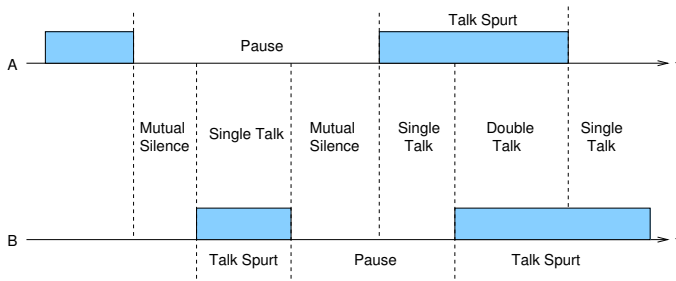 Talk Spurt
Pause
A
Mutual Silence
Single Talk
Mutual Silence
Single Talk
Double Talk
Single Talk
B
Talk Spurt
Pause
Talk Spurt